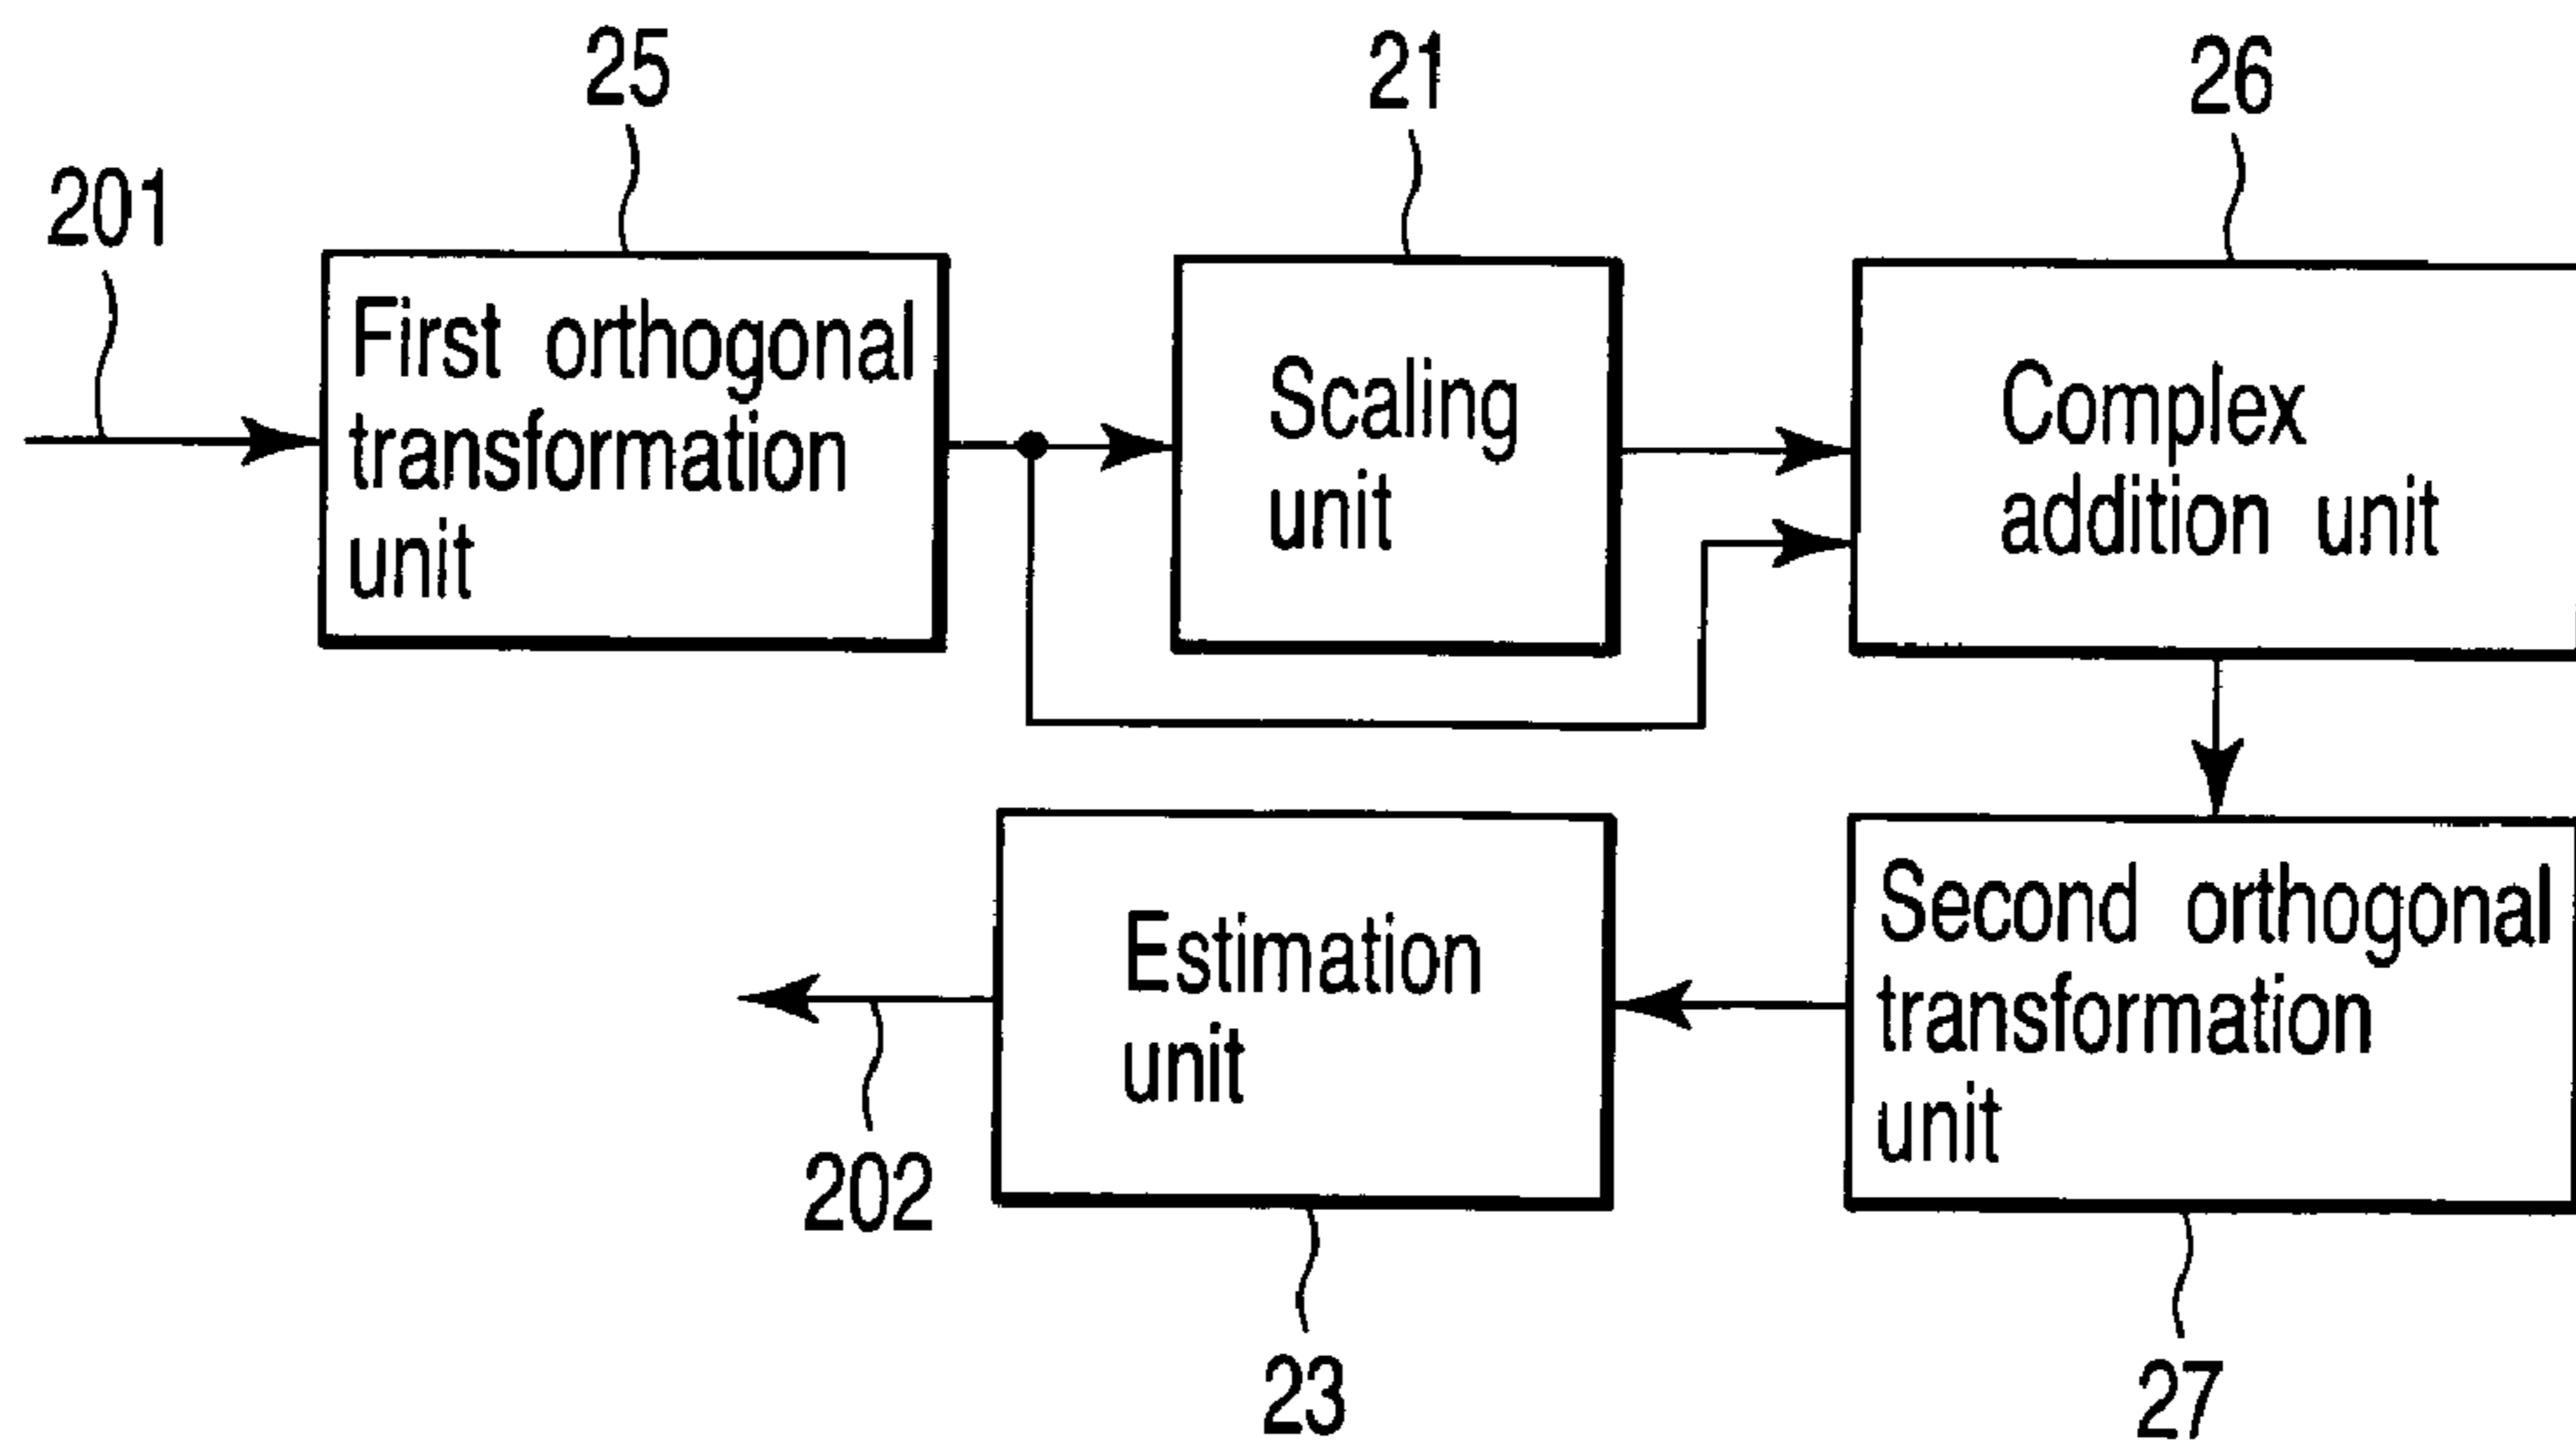 25
21
26
201
First orthogonal
transformation
unit
Scaling
unit
Complex
addition unit
Estimation
unit
Second orthogonal
transformation
unit
202
23
27